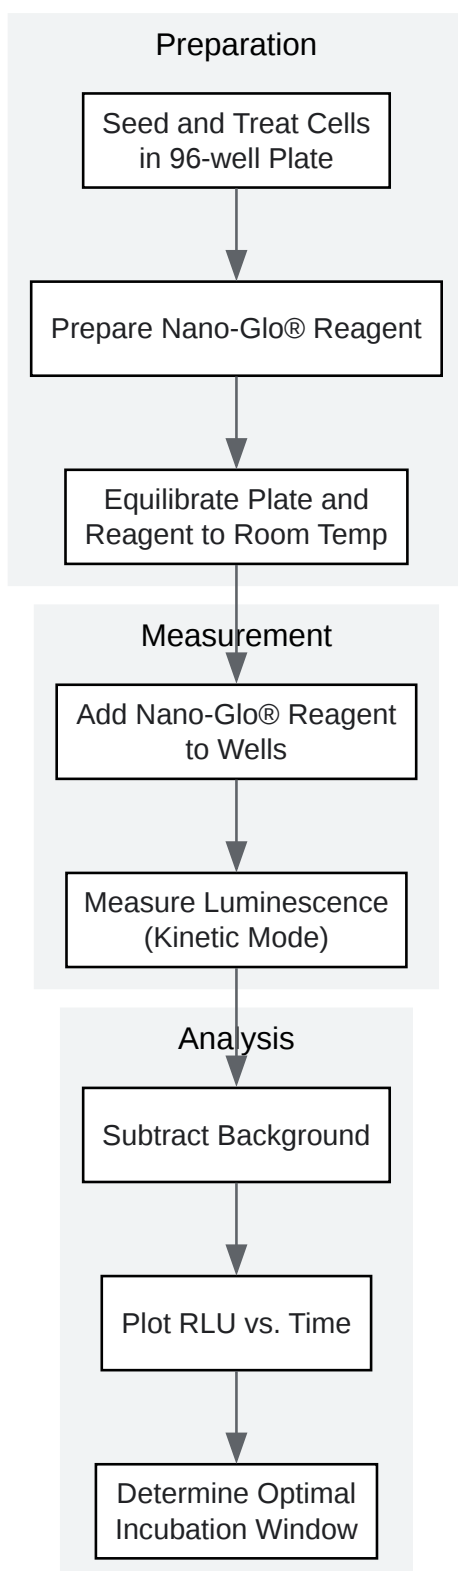 Preparation
Seed and Treat Cells
in 96-well Plate
Prepare Nano-Glo® Reagent
Equilibrate Plate and
Reagent to Room Temp
Measurement
Add Nano-Glo® Reagent
to Wells
Measure Luminescence
(Kinetic Mode)
Analysis
Subtract Background
Plot RLU vs. Time
Determine Optimal
Incubation Window